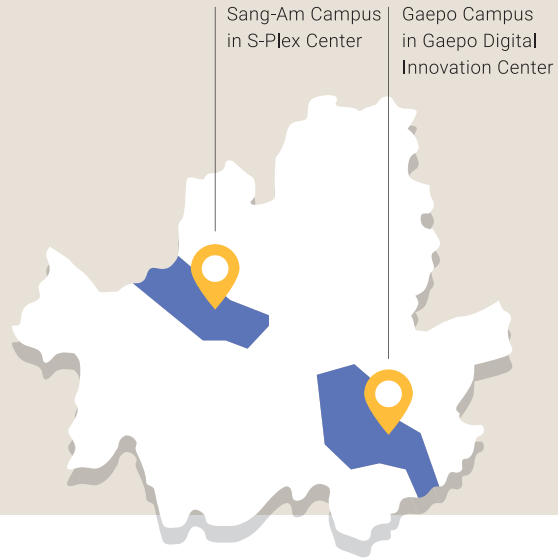 Sang-Am Campus
in S-Plex Center
Gaepo Campus
in Gaepo Digital
Innovation Center